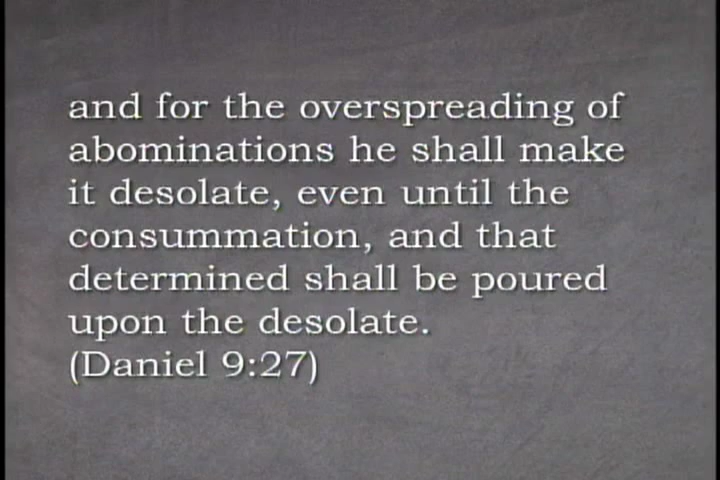 and for the overspreading of
abominations he shall make
it desolate, even until the
consummation, and that
determined shall be poured
upon the desolate.
(Daniel 9:27)